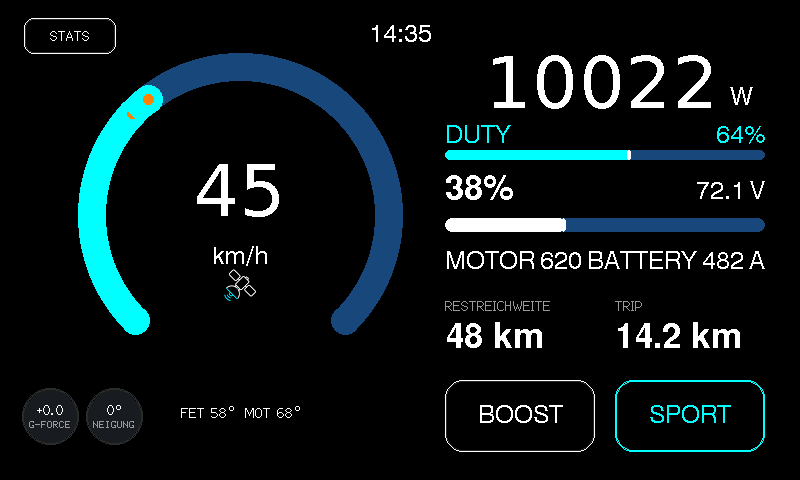 STATS
14:35
10022 W
DUTY 64%
38% 72.1 V
45
km/h
MOTOR 620 BATTERY 482 A
RESTREICHWEITE TRIP
48 km 14.2 km
+0.0 G-FORCE
0° NEIGUNG
FET 58° MOT 68°
BOOST SPORT